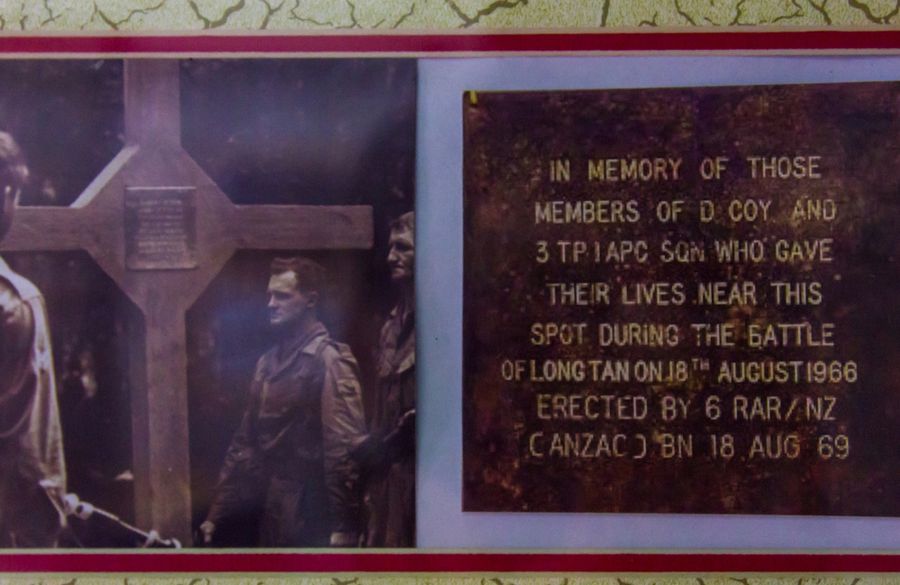 IN MEMORY OF THOSE
MEMBERS OF D COY AND
3 TP 1 APC SQN WHO GAVE
THEIR LIVES NEAR THIS
SPOT DURING THE BATTLE
OF LONG TAN ON 18TH AUGUST 1966
ERECTED BY 6 RAR/NZ
(ANZAC) BN 18 AUG 69